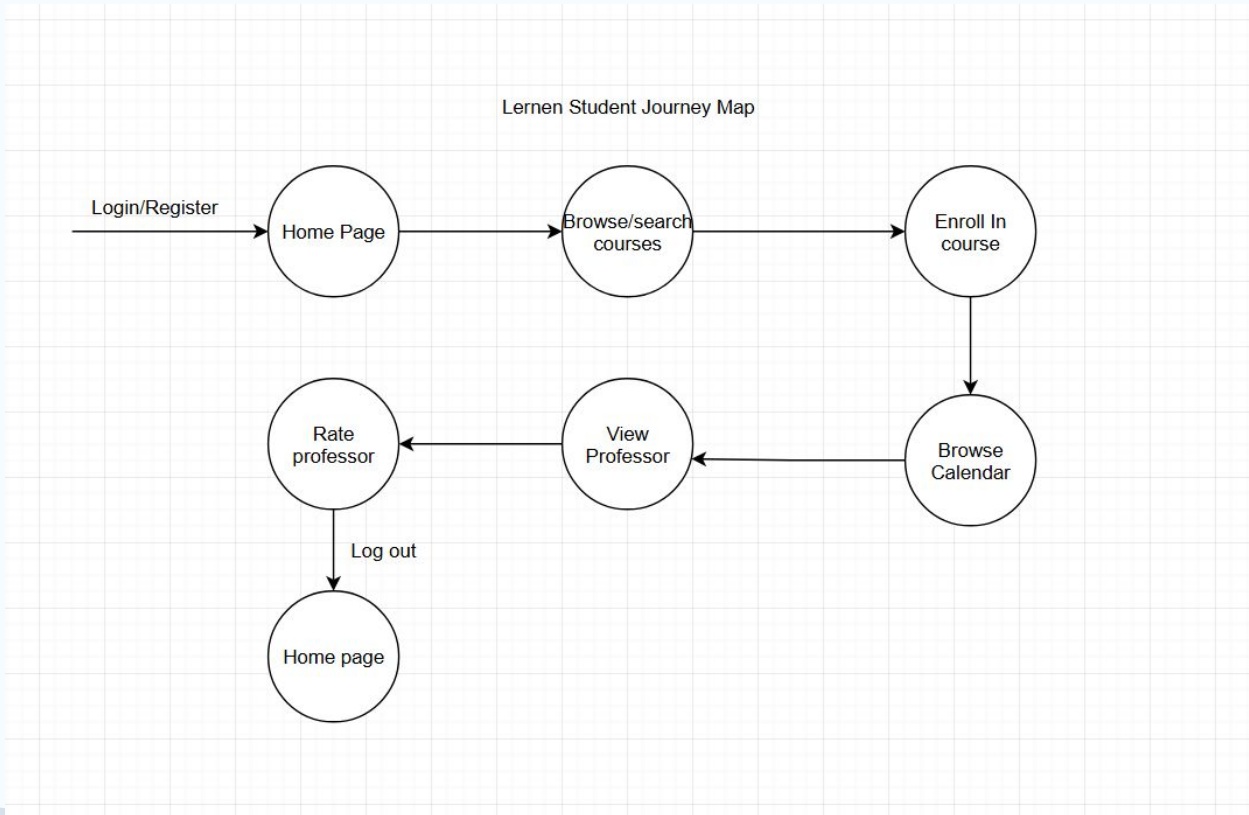 Lernen Student Journey Map
Login/Register
Home Page
Browse/search
courses
Enroll In
course
Rate
professor
View
Professor
Browse
Calendar
Log out
Home page